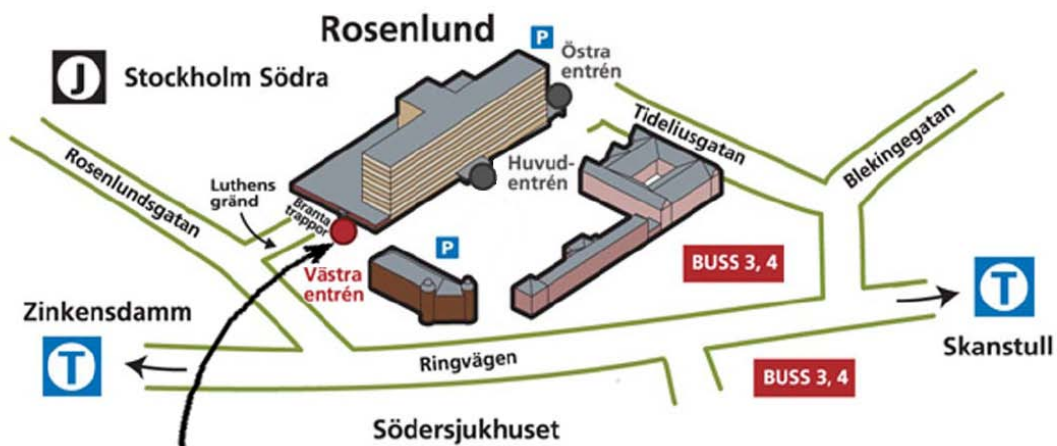 Rosenlund
P
Östra
entrén
J
Stockholm Södra
Tideliusgatan
Blekingegatan
Rosenlundsgatan
Luthens
gränd
Branta
trappor
Huvud-
entrén
Västra
entrén
P
BUSS 3, 4
T
Skanstull
Zinkensdamm
T
Ringvägen
BUSS 3, 4
Södersjukhuset